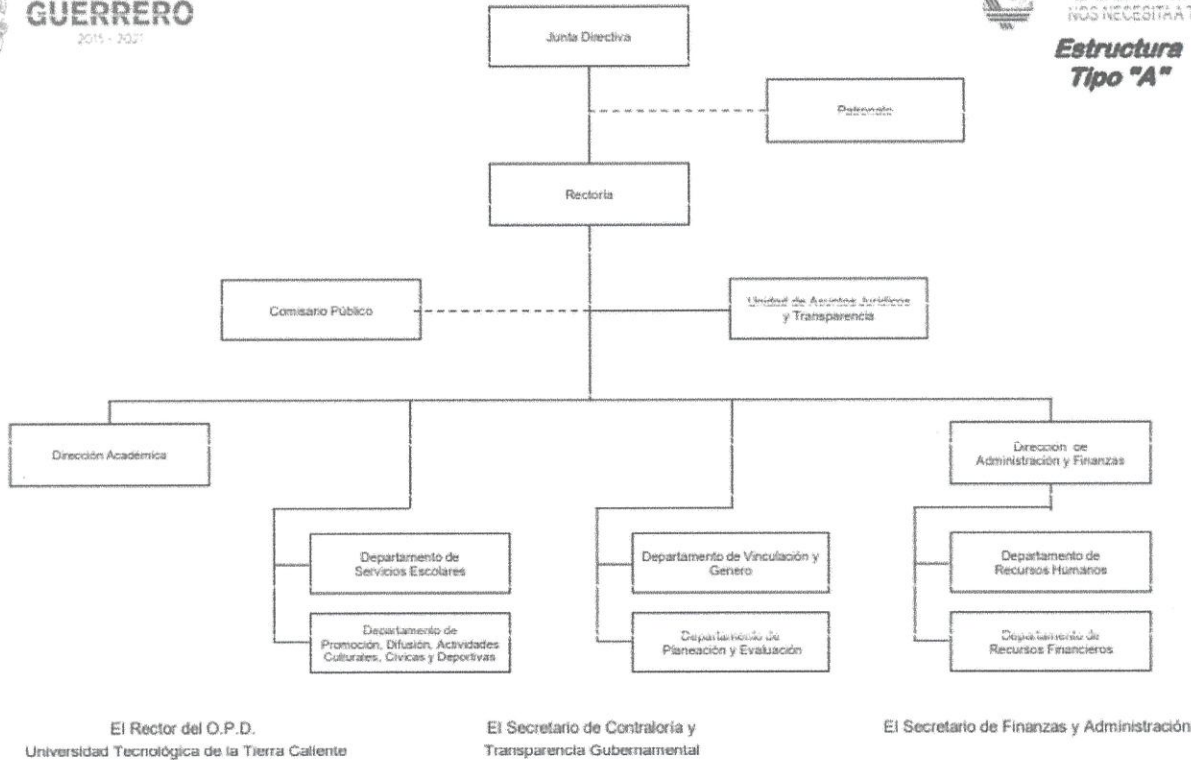 GUERRERO
2015 - 2021
NOS NECESITA A T
Estructura
Tipo "A"
Junta Directiva
Patronato
Rectoría
Comisario Público
Unidad de Asuntos Jurídicos
y Transparencia
Dirección Académica
Dirección de
Administración y Finanzas
Departamento de
Servicios Escolares
Departamento de Vinculación y
Genero
Departamento de
Recursos Humanos
Departamento de
Promoción, Difusión, Actividades
Culturales, Cívicas y Deportivas
Departamento de
Planeación y Evaluación
Departamento de
Recursos Financieros
El Rector del O.P.D.
Universidad Tecnológica de la Tierra Caliente
El Secretario de Contraloría y
Transparencia Gubernamental
El Secretario de Finanzas y Administración